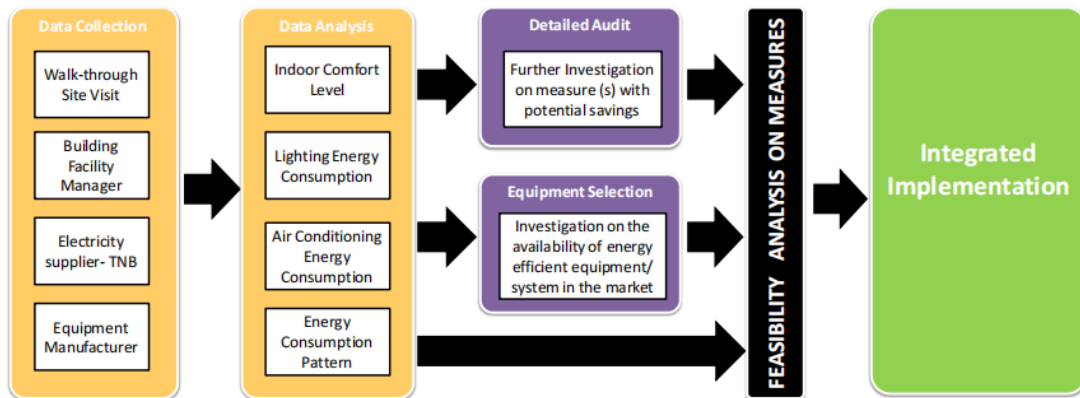 Data Collection
Walk-through
Site Visit
Building
Facility
Manager
Electricity
supplier- TNB
Equipment
Manufacturer
Data Analysis
Indoor Comfort
Level
Lighting Energy
Consumption
Air Conditioning
Energy
Consumption
Energy
Consumption
Pattern
Detailed Audit
Further Investigation
on measure (s) with
potential savings
Equipment Selection
Investigation on the
availability of energy
efficient equipment/
system in the market
FEASIBILITY ANALYSIS ON MEASURES
Integrated
Implementation